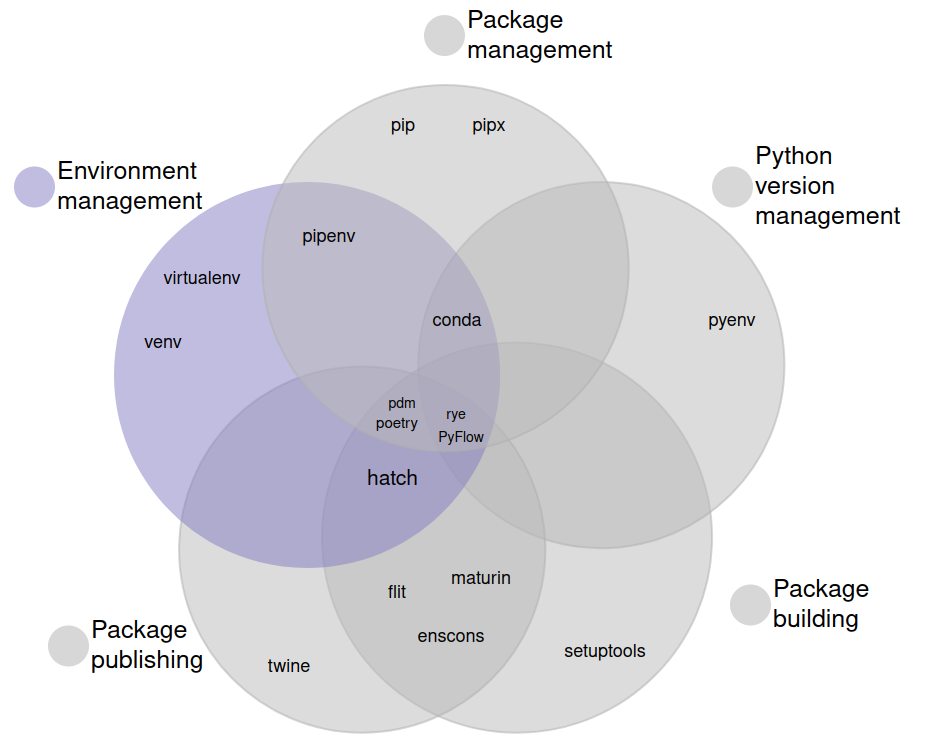 Package
management
Environment
management
Python
version
management
pip
pipx
pipenv
virtualenv
venv
conda
pyenv
pdm
poetry
rye
PyFlow
hatch
flit
maturin
enscons
setuptools
twine
Package
publishing
Package
building